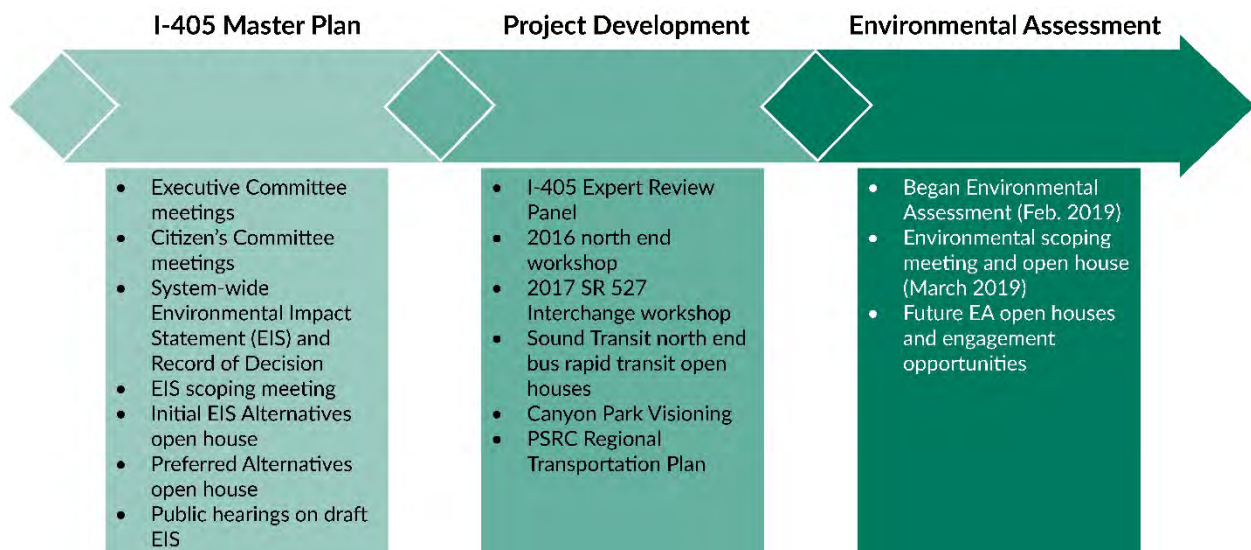 I-405 Master Plan
• Executive Committee
meetings
• Citizen's Committee
meetings
• System-wide
Environmental Impact
Statement (EIS) and
Record of Decision
• EIS scoping meeting
• Initial EIS Alternatives
open house
• Preferred Alternatives
open house
• Public hearings on draft
EIS
Project Development
• I-405 Expert Review
Panel
• 2016 north end
workshop
• 2017 SR 527
Interchange workshop
• Sound Transit north end
bus rapid transit open
houses
• Canyon Park Visioning
• PSRC Regional
Transportation Plan
Environmental Assessment
• Began Environmental
Assessment (Feb. 2019)
• Environmental scoping
meeting and open house
(March 2019)
• Future EA open houses
and engagement
opportunities